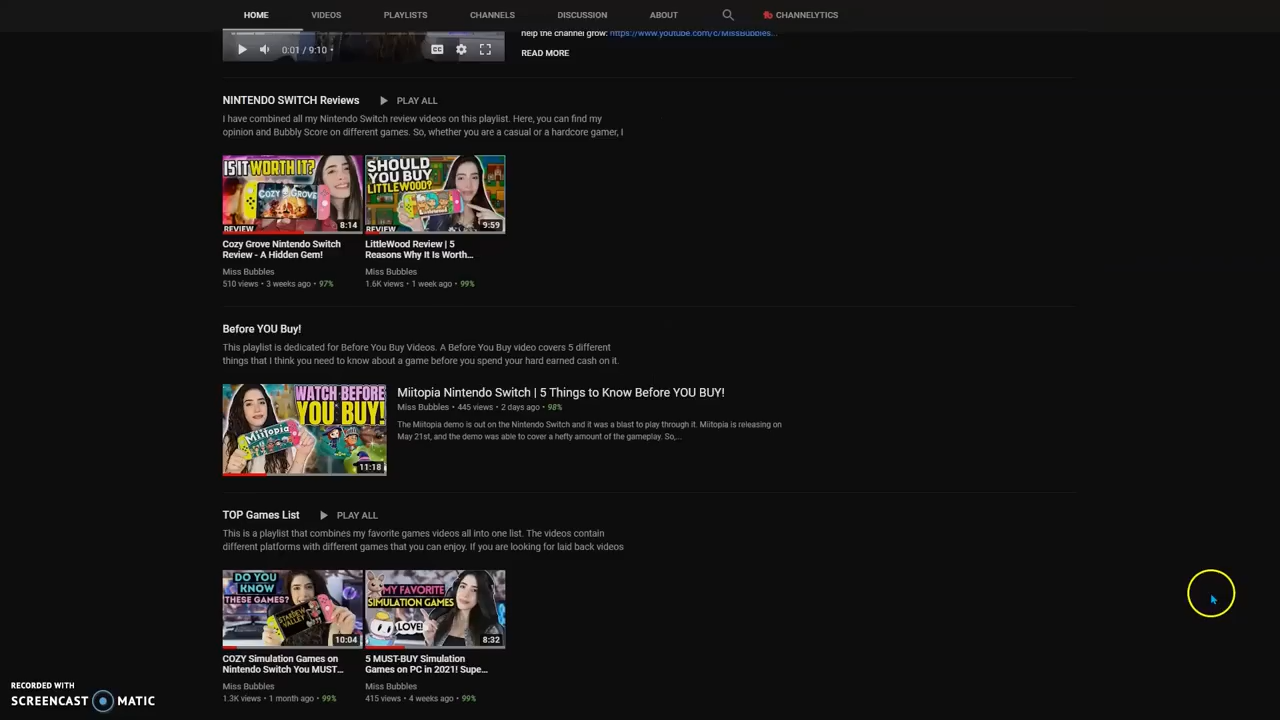 HOME VIDEOS PLAYLISTS CHANNELS DISCUSSION ABOUT CHANNELYTICS
help the channel grow: https://www.youtube.com/c/MissBubbles...
0:01 / 9:10
READ MORE
NINTENDO SWITCH Reviews PLAY ALL
I have combined all my Nintendo Switch review videos on this playlist. Here, you can find my
opinion and Bubbly Score on different games. So, whether you are a casual or a hardcore gamer, I
IS IT WORTH IT?
COZY GROVE
REVIEW
8:14
SHOULD
YOU BUY
LITTLEWOOD?
REVIEW
9:59
Cozy Grove Nintendo Switch
Review - A Hidden Gem!
Miss Bubbles
510 views • 3 weeks ago • 97%
LittleWood Review | 5
Reasons Why It Is Worth...
Miss Bubbles
1.6K views • 1 week ago • 99%
Before YOU Buy!
This playlist is dedicated for Before You Buy Videos. A Before You Buy video covers 5 different
things that I think you need to know about a game before you spend your hard earned cash on it.
WATCH BEFORE
YOU BUY!
Miitopia
11:18
Miitopia Nintendo Switch | 5 Things to Know Before YOU BUY!
Miss Bubbles • 445 views • 2 days ago • 98%
The Miitopia demo is out on the Nintendo Switch and it was a blast to play through it. Miitopia is releasing on
May 21st, and the demo was able to cover a hefty amount of the gameplay. So,...
TOP Games List PLAY ALL
This is a playlist that combines my favorite games videos all into one list. The videos contain
different platforms with different games that you can enjoy. If you are looking for laid back videos
DO YOU
KNOW
THESE GAMES?
STARDEW
VALLEY
10:04
MY FAVORITE
SIMULATION GAMES
LOVE!
8:32
COZY Simulation Games on
Nintendo Switch You MUST...
Miss Bubbles
1.3K views • 1 month ago • 99%
5 MUST-BUY Simulation
Games on PC in 2021! Supe...
Miss Bubbles
415 views • 4 weeks ago • 99%
RECORDED WITH
SCREENCAST MATIC